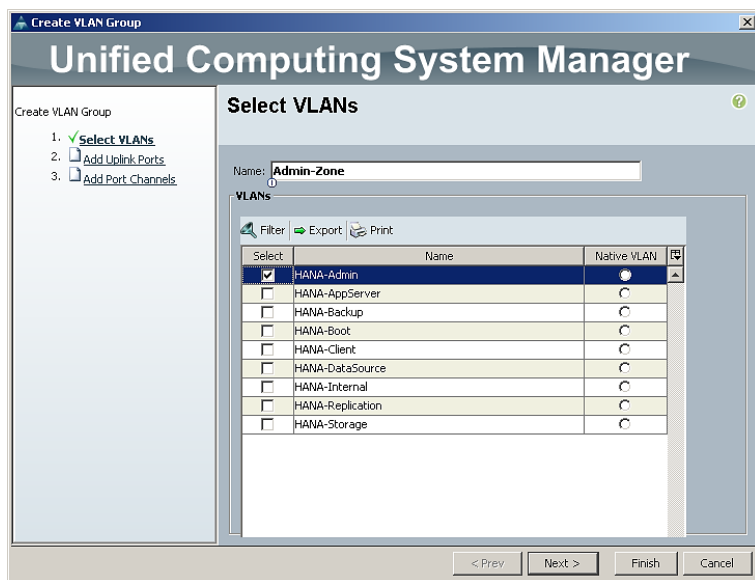 Create VLAN Group
Unified Computing System Manager
Create VLAN Group
1. Select VLANs
2. Add Uplink Ports
3. Add Port Channels
Select VLANs
Name: Admin-Zone
VLANs
Filter Export Print
Select Name Native VLAN
HANA-Admin
HANA-AppServer
HANA-Backup
HANA-Boot
HANA-Client
HANA-DataSource
HANA-Internal
HANA-Replication
HANA-Storage
< Prev Next > Finish Cancel